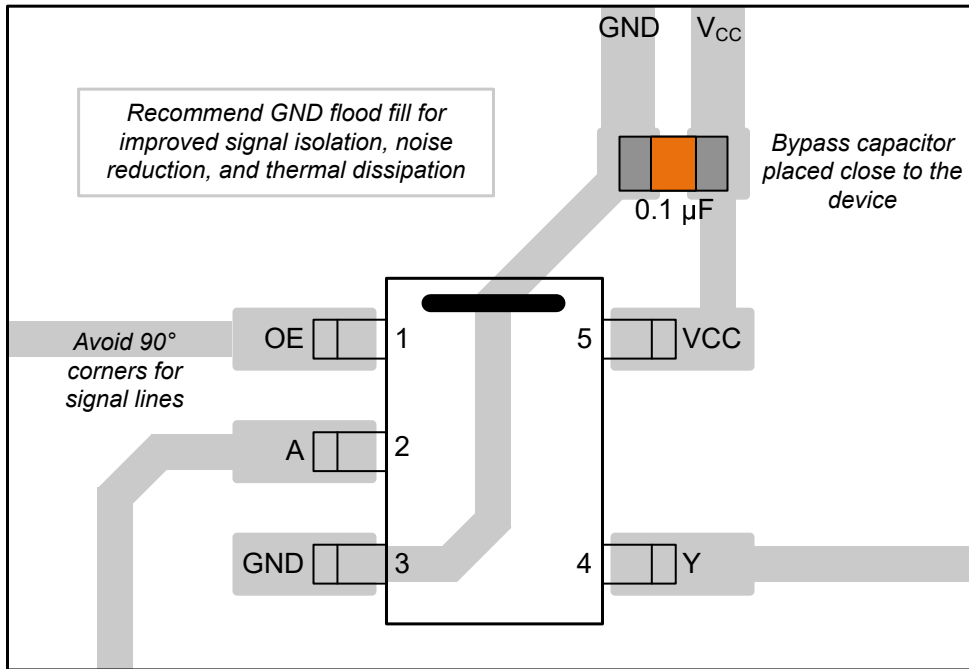 GND
V_CC
Recommend GND flood fill for
improved signal isolation, noise
reduction, and thermal dissipation
Bypass capacitor
placed close to the
device
0.1 µF
Avoid 90°
corners for
signal lines
OE
1
5
VCC
A
2
GND
3
4
Y